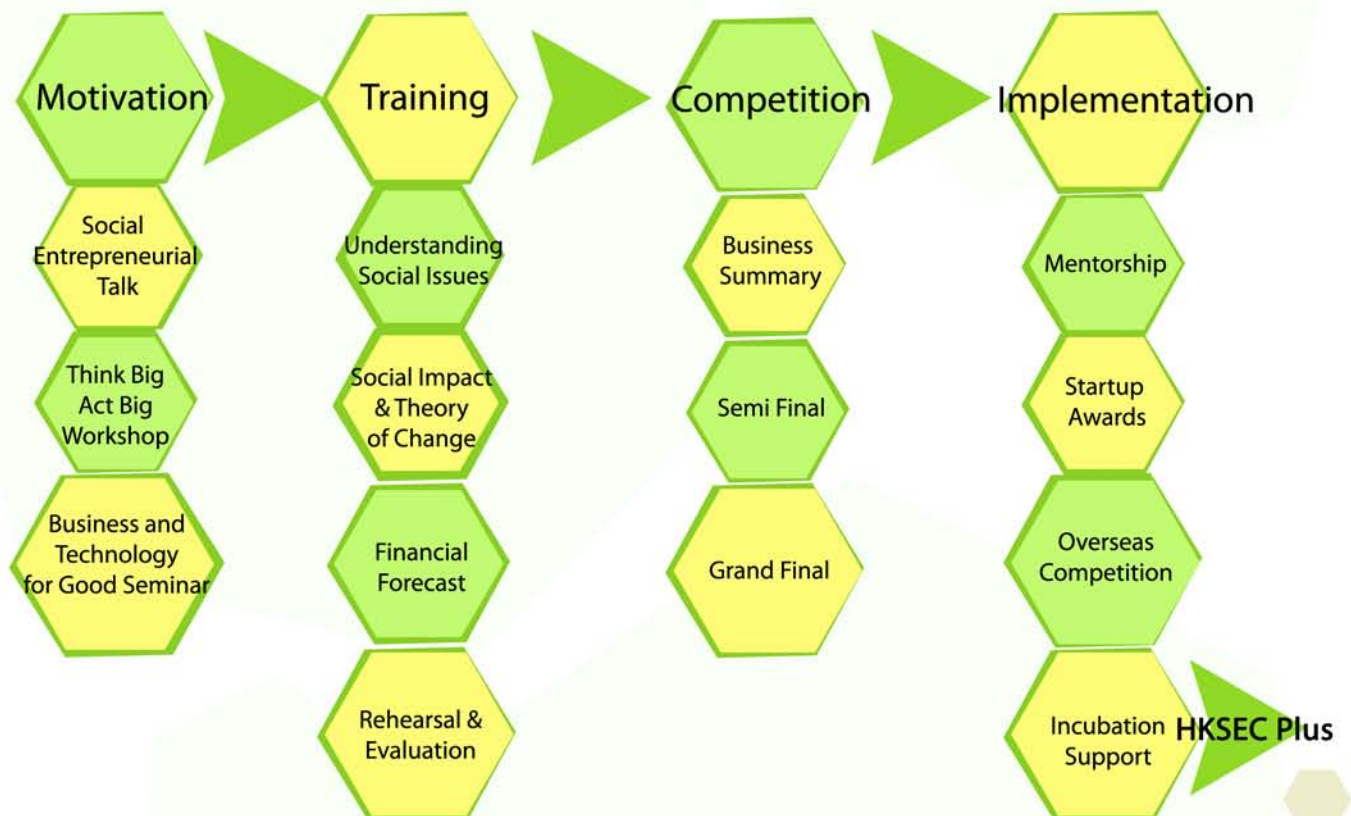 Motivation
Social
Entrepreneurial
Talk
Think Big
Act Big
Workshop
Business and
Technology
for Good Seminar
Training
Understanding
Social Issues
Social Impact
& Theory
of Change
Financial
Forecast
Rehearsal &
Evaluation
Competition
Business
Summary
Semi Final
Grand Final
Implementation
Mentorship
Startup
Awards
Overseas
Competition
Incubation
Support
HKSEC Plus